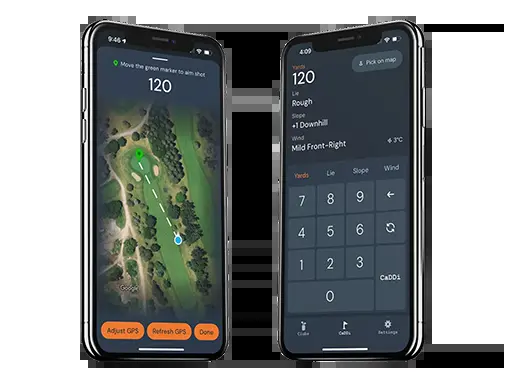 9:46
Move the green marker to aim shot
120
Google
Adjust GPS
Refresh GPS
Done
4:09
Yards
120
Pick on map
Lie
Rough
Slope
+1 Downhill
Wind
Mild Front-Right
3°C
Yards Lie Slope Wind
7 8 9
4 5 6
1 2 3
CaDDi
0
Clubs CaDDi Settings